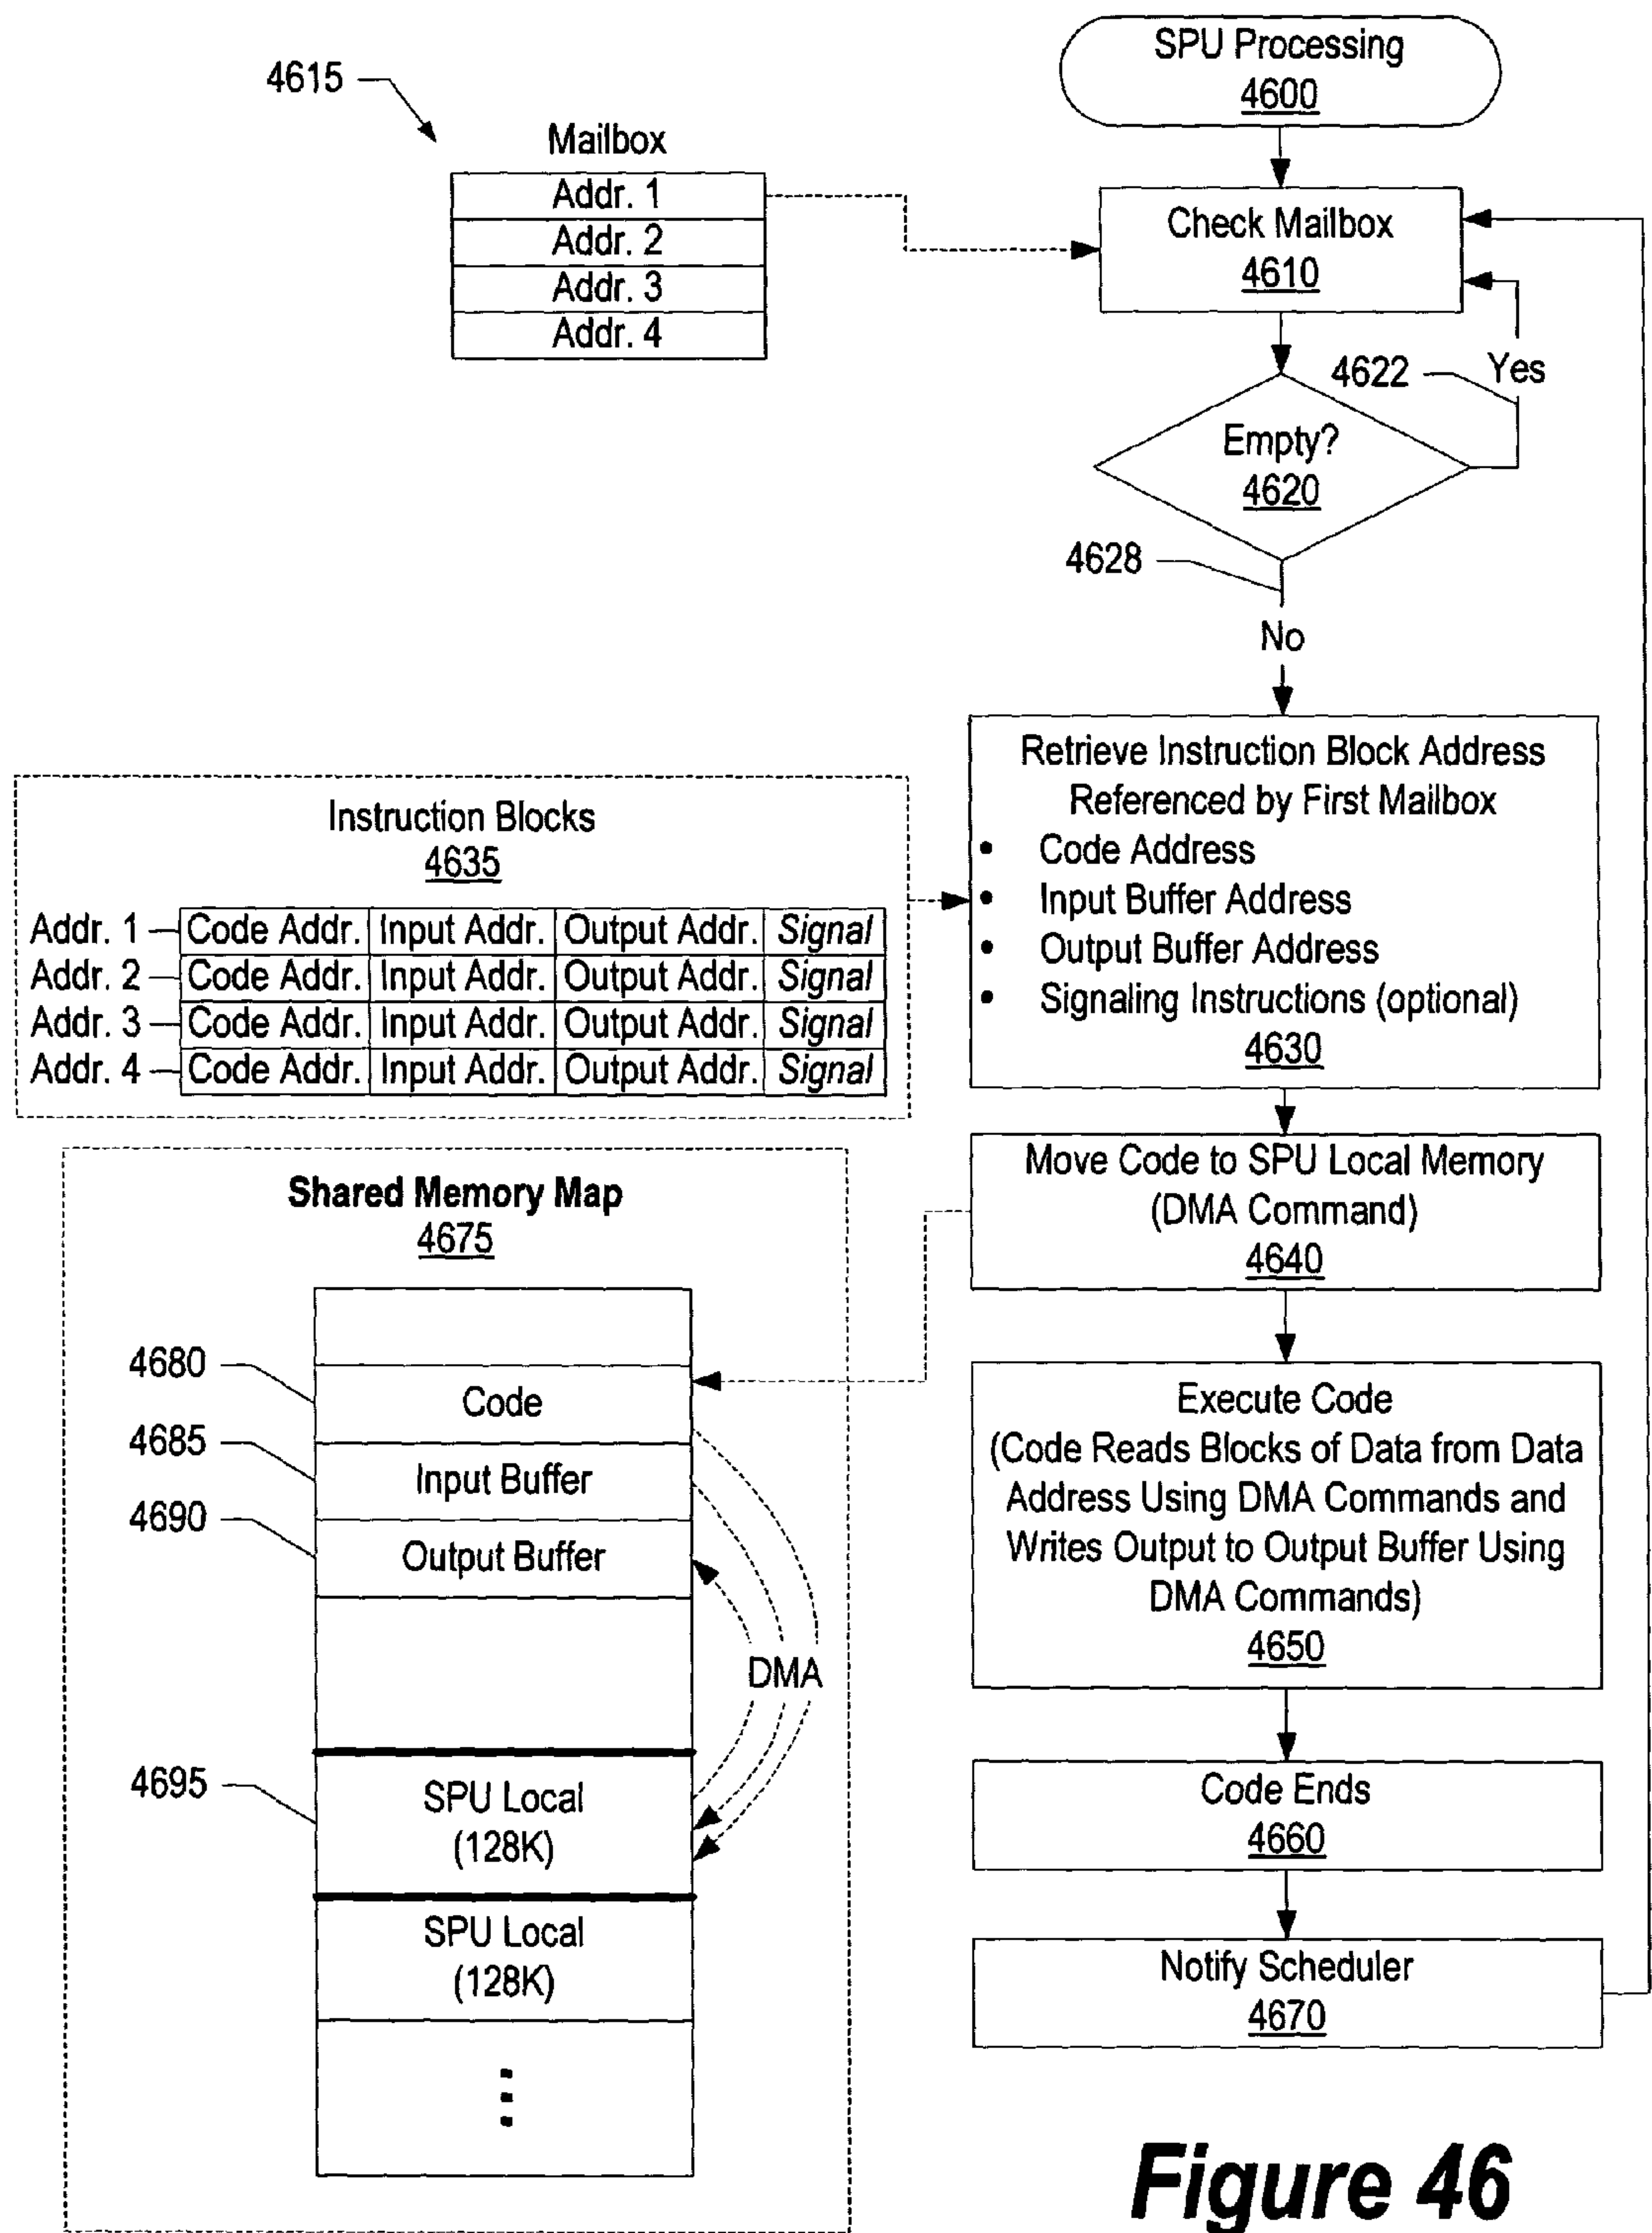 SPU Processing
4600
4615
Mailbox
Addr. 1
Addr. 2
Addr. 3
Addr. 4
Check Mailbox
4610
4622
Yes
Empty?
4620
4628
No
Retrieve Instruction Block Address
Referenced by First Mailbox
• Code Address
• Input Buffer Address
• Output Buffer Address
• Signaling Instructions (optional)
4630
Instruction Blocks
4635
Addr. 1 Code Addr. Input Addr. Output Addr. Signal
Addr. 2 Code Addr. Input Addr. Output Addr. Signal
Addr. 3 Code Addr. Input Addr. Output Addr. Signal
Addr. 4 Code Addr. Input Addr. Output Addr. Signal
Move Code to SPU Local Memory
(DMA Command)
4640
Shared Memory Map
4675
4680
Code
4685
Input Buffer
4690
Output Buffer
DMA
4695
SPU Local
(128K)
SPU Local
(128K)
Execute Code
(Code Reads Blocks of Data from Data
Address Using DMA Commands and
Writes Output to Output Buffer Using
DMA Commands)
4650
Code Ends
4660
Notify Scheduler
4670
Figure 46